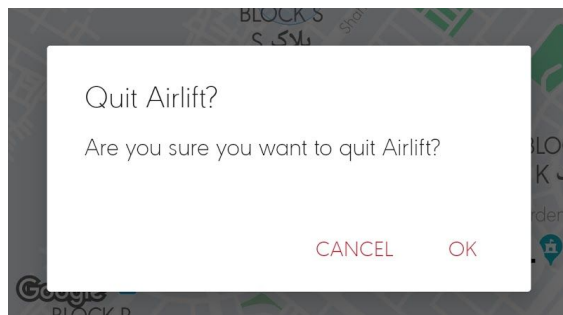 BLOCK S
بلاک S
Quit Airlift?
Are you sure you want to quit Airlift?
CANCEL
OK
K
Google